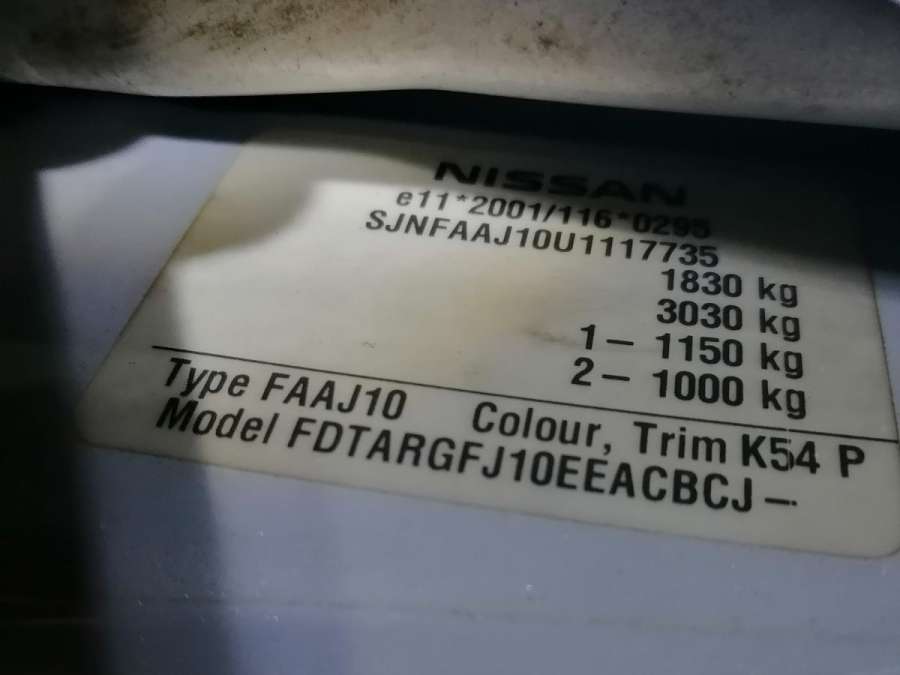 NISSAN
e11*2001/116*0295
SJNFAAJ10U1117735
1830 kg
3030 kg
1– 1150 kg
2– 1000 kg
Type FAAJ10 Colour, Trim K54 P
Model FDTARGFJ10EEACBCJ–